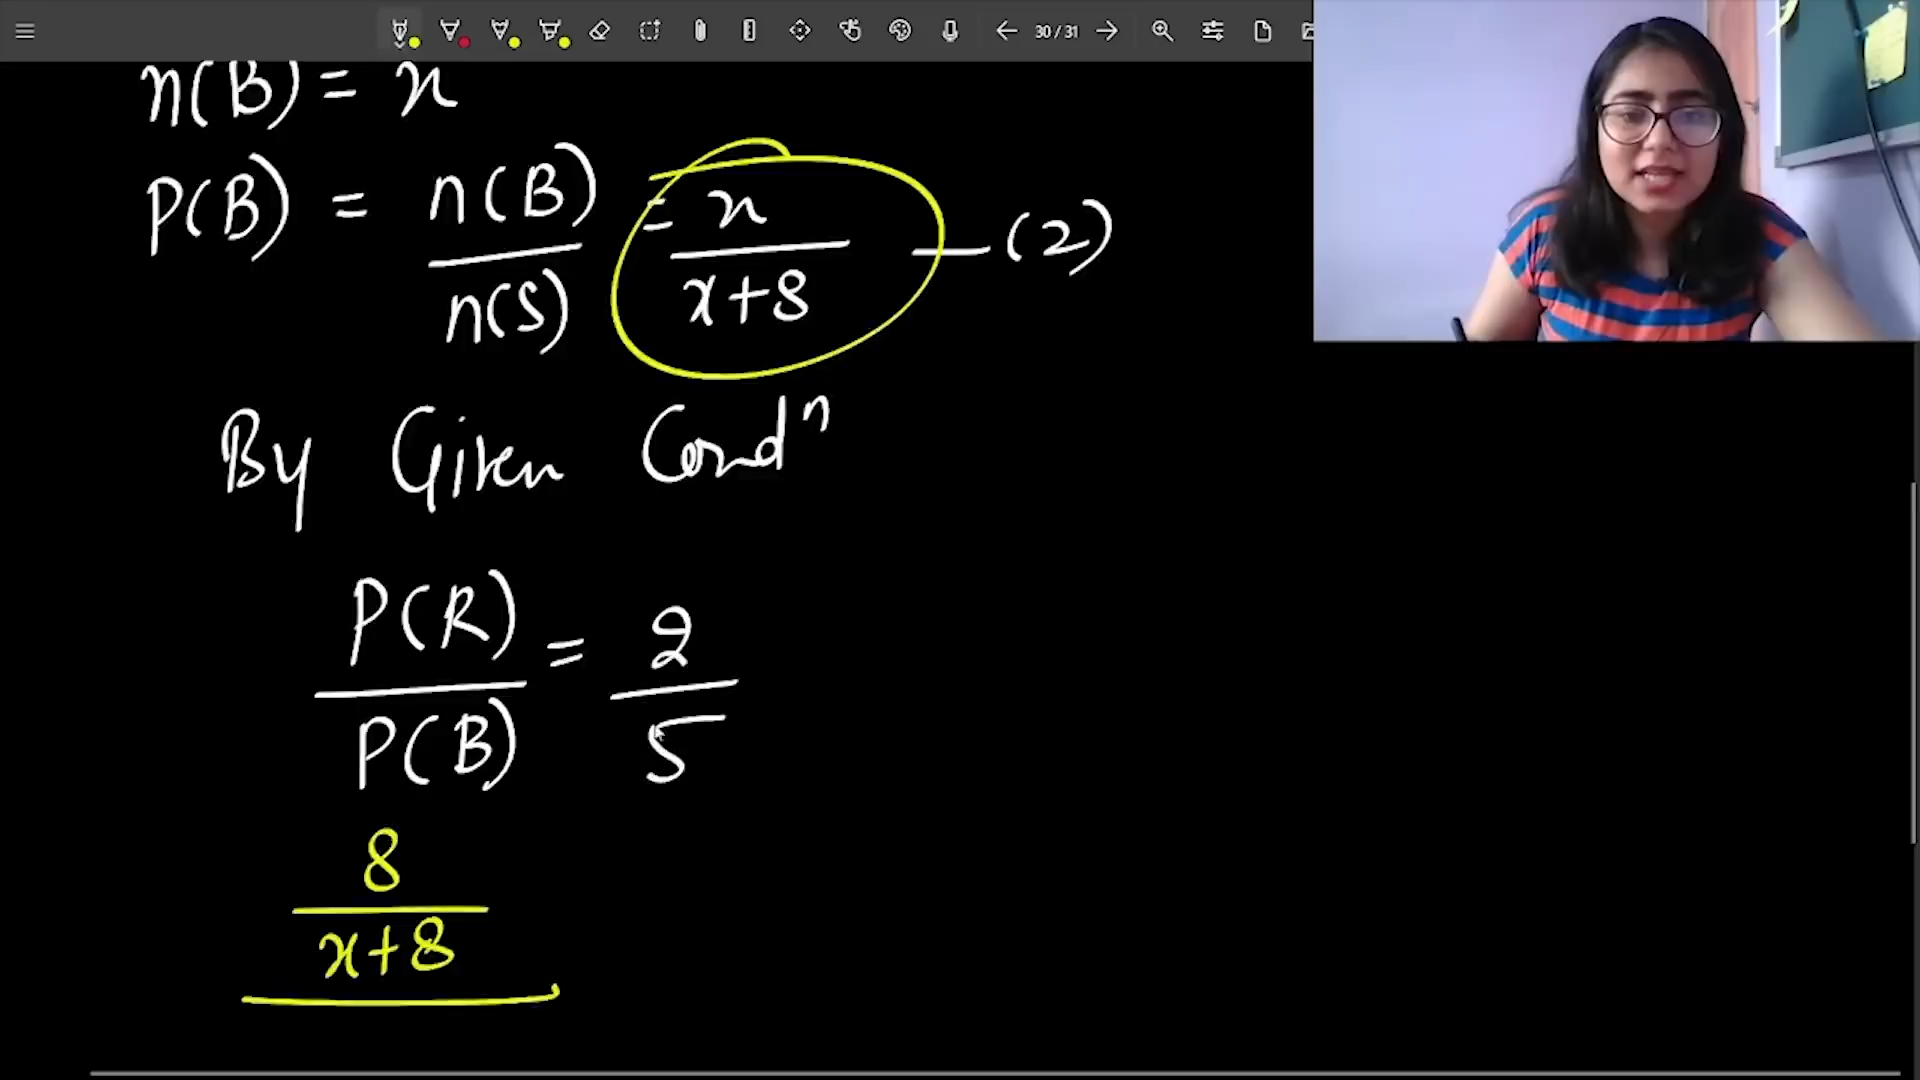 30 / 31
n(B) = x
P(B) = n(B) / n(S) = x / x+8 — (2)
By Given Condⁿ
P(R) / P(B) = 2 / 5
8 / x+8